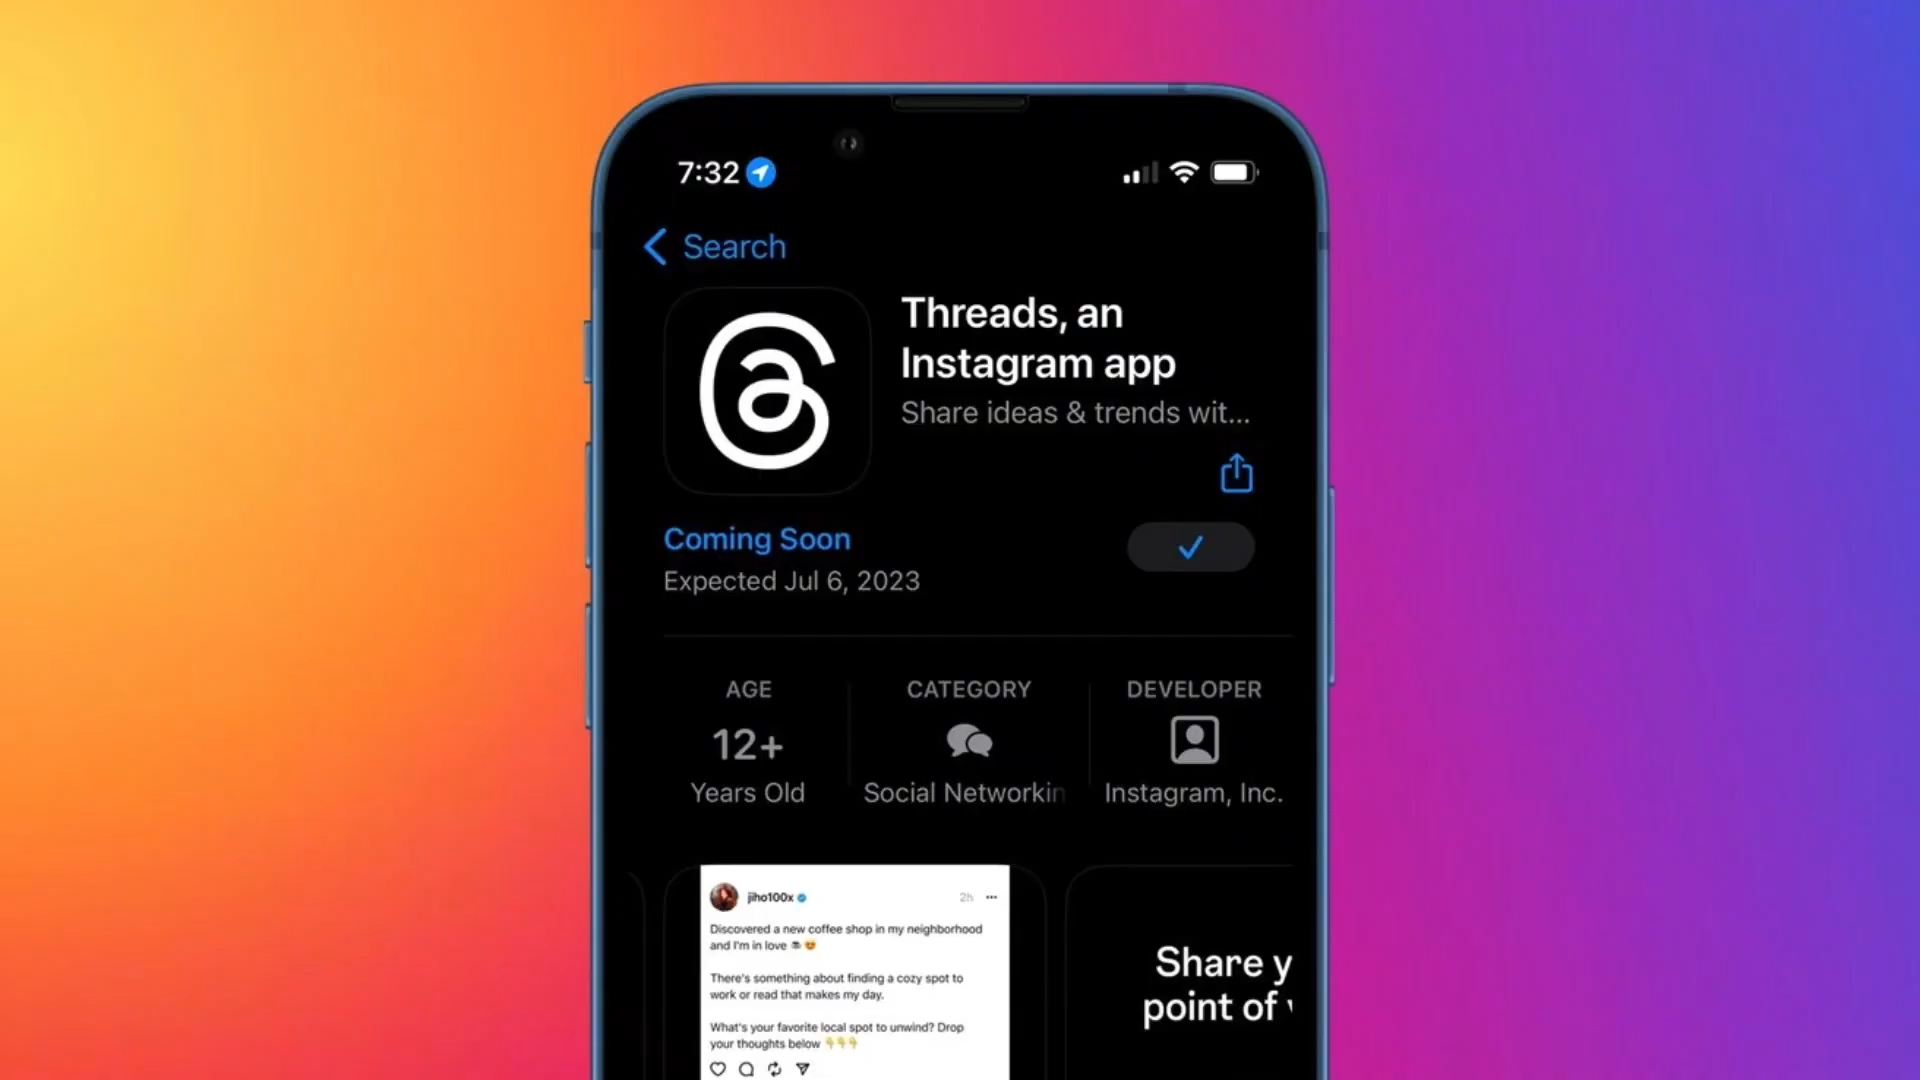 7:32
Search
Threads, an
Instagram app
Share ideas & trends wit...
Coming Soon
Expected Jul 6, 2023
AGE
12+
Years Old
CATEGORY
Social Networkin
DEVELOPER
Instagram, Inc.
jiho100x
2h
Discovered a new coffee shop in my neighborhood
and I'm in love ☕😍
There's something about finding a cozy spot to
work or read that makes my day.
What's your favorite local spot to unwind? Drop
your thoughts below 👇👇👇
Share y
point of